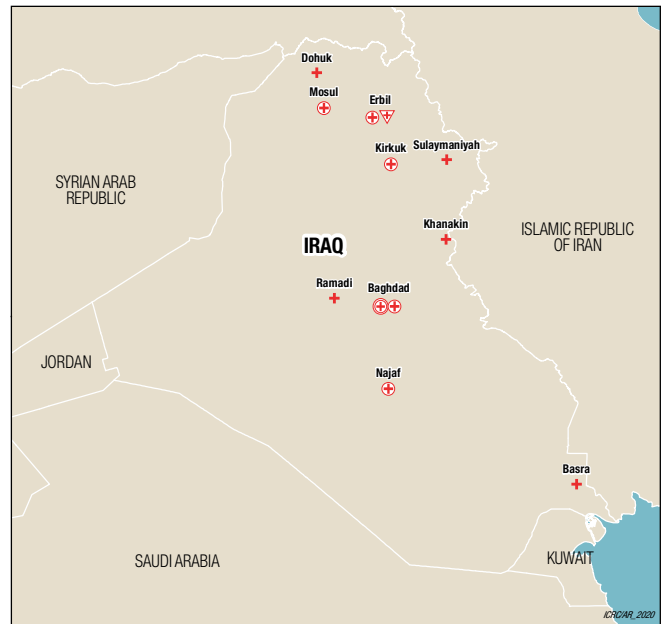 Dohuk
Mosul
Erbil
Kirkuk
Sulaymaniyah
SYRIAN ARAB
REPUBLIC
Khanakin
ISLAMIC REPUBLIC
OF IRAN
IRAQ
Ramadi
Baghdad
JORDAN
Najaf
Basra
SAUDI ARABIA
KUWAIT
ICRC/AR_2020